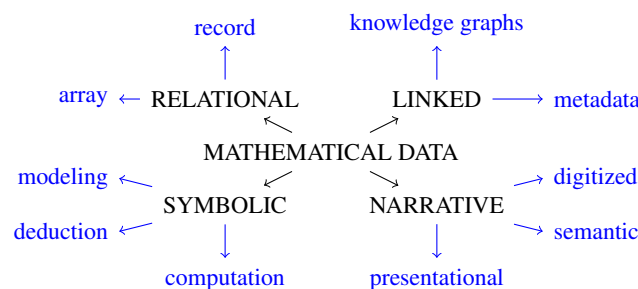 record
knowledge graphs
array
RELATIONAL
LINKED
metadata
MATHEMATICAL DATA
modeling
digitized
SYMBOLIC
NARRATIVE
deduction
semantic
computation
presentational